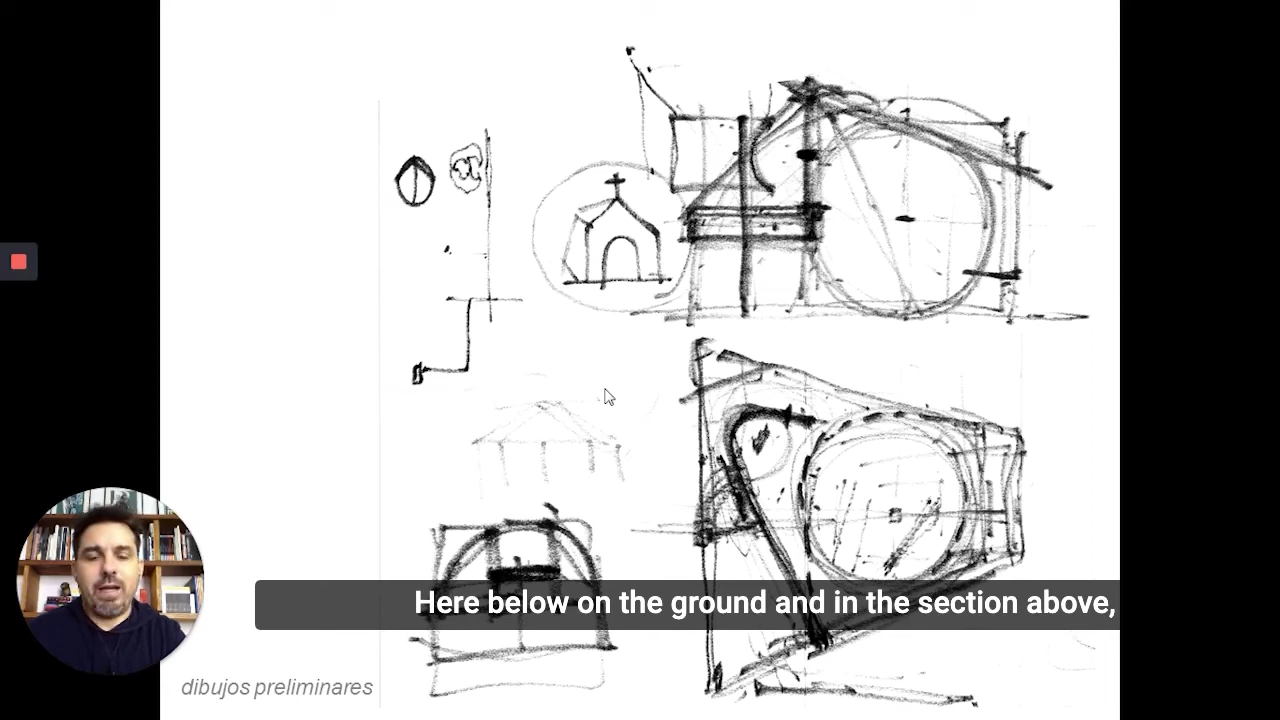 Here below on the ground and in the section above,
dibujos preliminares